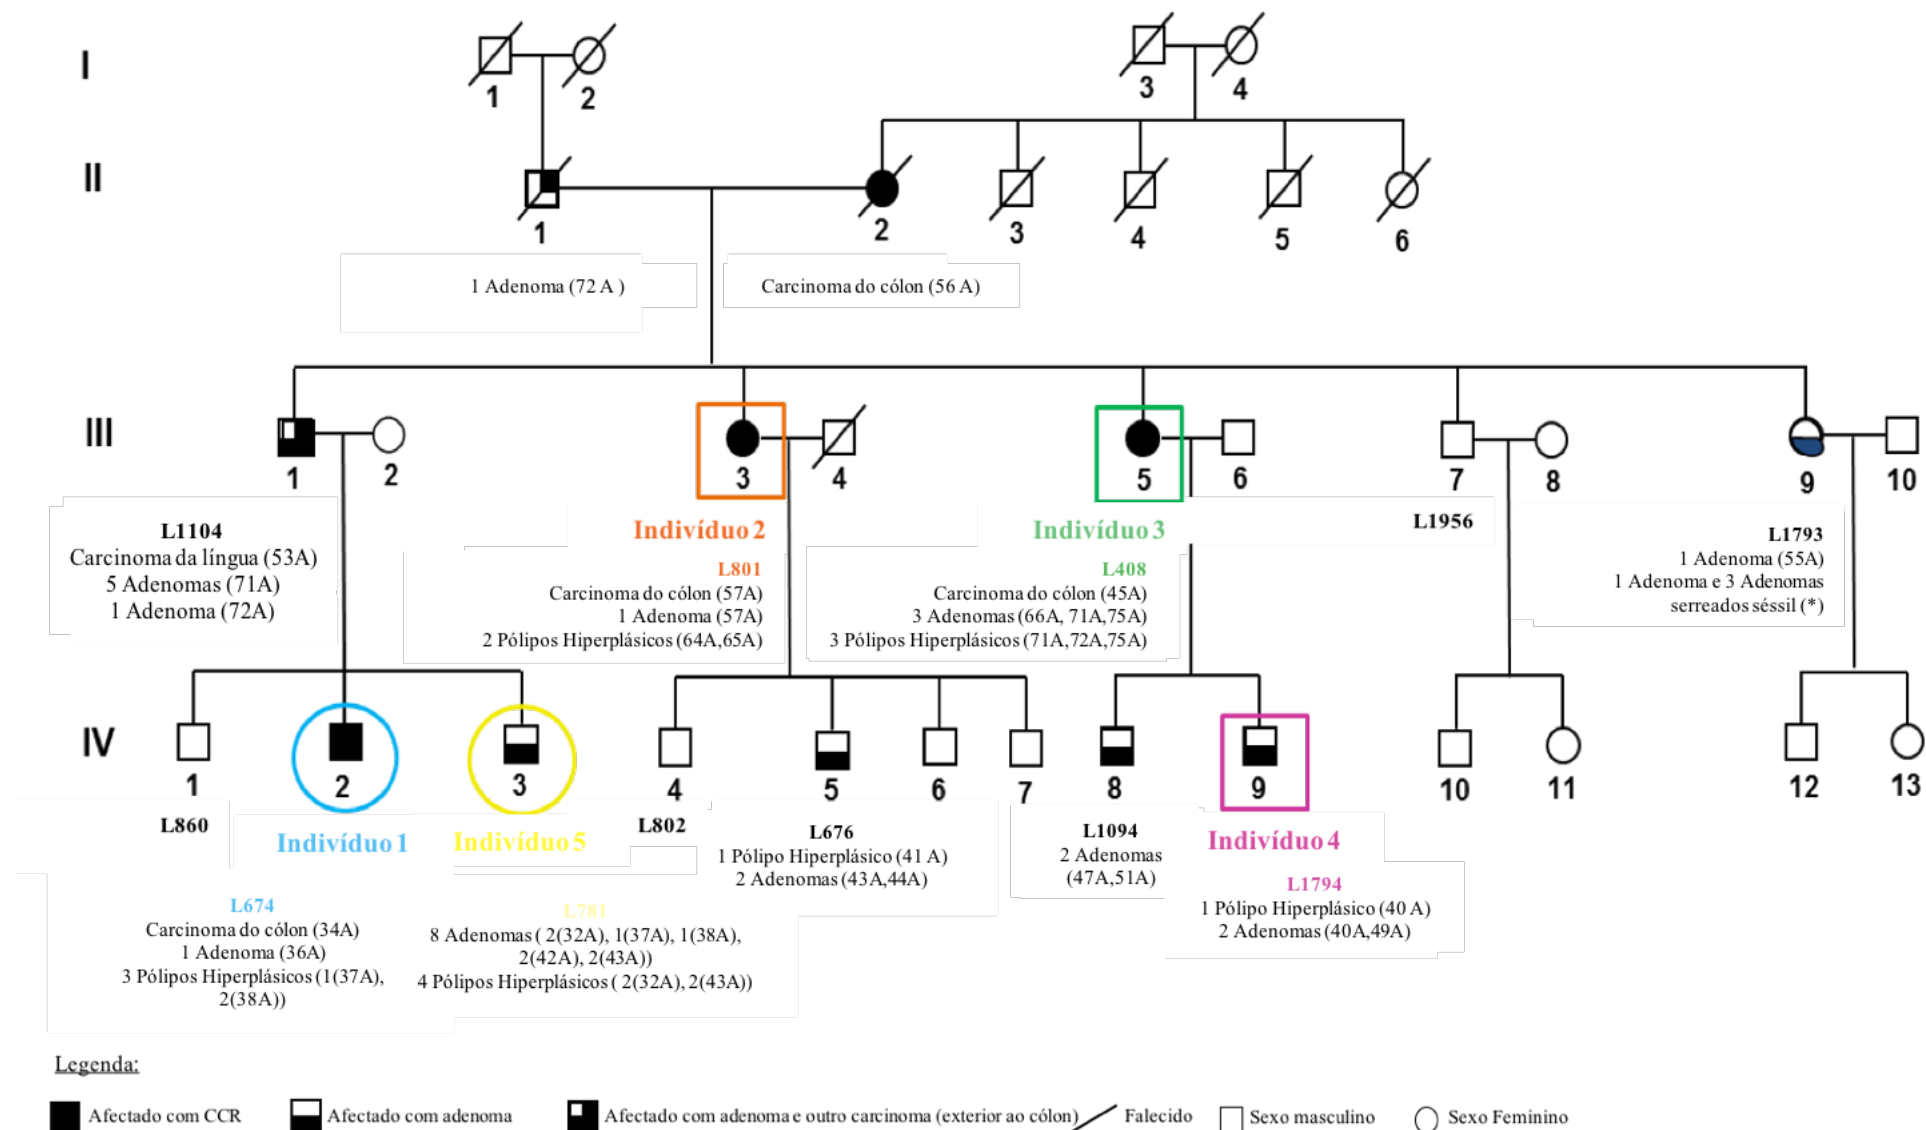 I
1 2 3 4
II
1 2 3 4 5 6
1 Adenoma (72 A )
Carcinoma do cólon (56 A)
III
1 2 3 4 5 6 7 8 9 10
L1104
Carcinoma da língua (53A)
5 Adenomas (71A)
1 Adenoma (72A)
Indivíduo 2
L801
Carcinoma do cólon (57A)
1 Adenoma (57A)
2 Pólipos Hiperplásicos (64A,65A)
Indivíduo 3
L408
Carcinoma do cólon (45A)
3 Adenomas (66A, 71A,75A)
3 Pólipos Hiperplásicos (71A,72A,75A)
L1956
L1793
1 Adenoma (55A)
1 Adenoma e 3 Adenomas
serreados séssil (*)
IV
1 2 3 4 5 6 7 8 9 10 11 12 13
L860
Indivíduo 1
L674
Carcinoma do cólon (34A)
1 Adenoma (36A)
3 Pólipos Hiperplásicos (1(37A),
2(38A))
Indivíduo 5
L781
8 Adenomas ( 2(32A), 1(37A), 1(38A),
2(42A), 2(43A))
4 Pólipos Hiperplásicos ( 2(32A), 2(43A))
L802
L676
1 Pólipo Hiperplásico (41 A)
2 Adenomas (43A,44A)
L1094
2 Adenomas
(47A,51A)
Indivíduo 4
L1794
1 Pólipo Hiperplásico (40 A)
2 Adenomas (40A,49A)
Legenda:
Afectado com CCR Afectado com adenoma Afectado com adenoma e outro carcinoma (exterior ao cólon) Falecido Sexo masculino Sexo Feminino